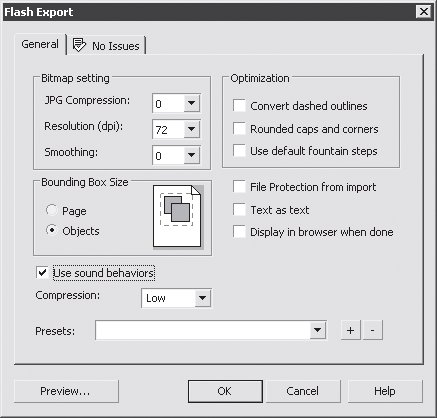 Flash Export
General
No Issues
Bitmap setting
JPG Compression:
0
Resolution (dpi):
72
Smoothing:
0
Optimization
Convert dashed outlines
Rounded caps and corners
Use default fountain steps
Bounding Box Size
Page
Objects
File Protection from import
Text as text
Display in browser when done
Use sound behaviors
Compression:
Low
Presets:
+
-
Preview...
OK
Cancel
Help